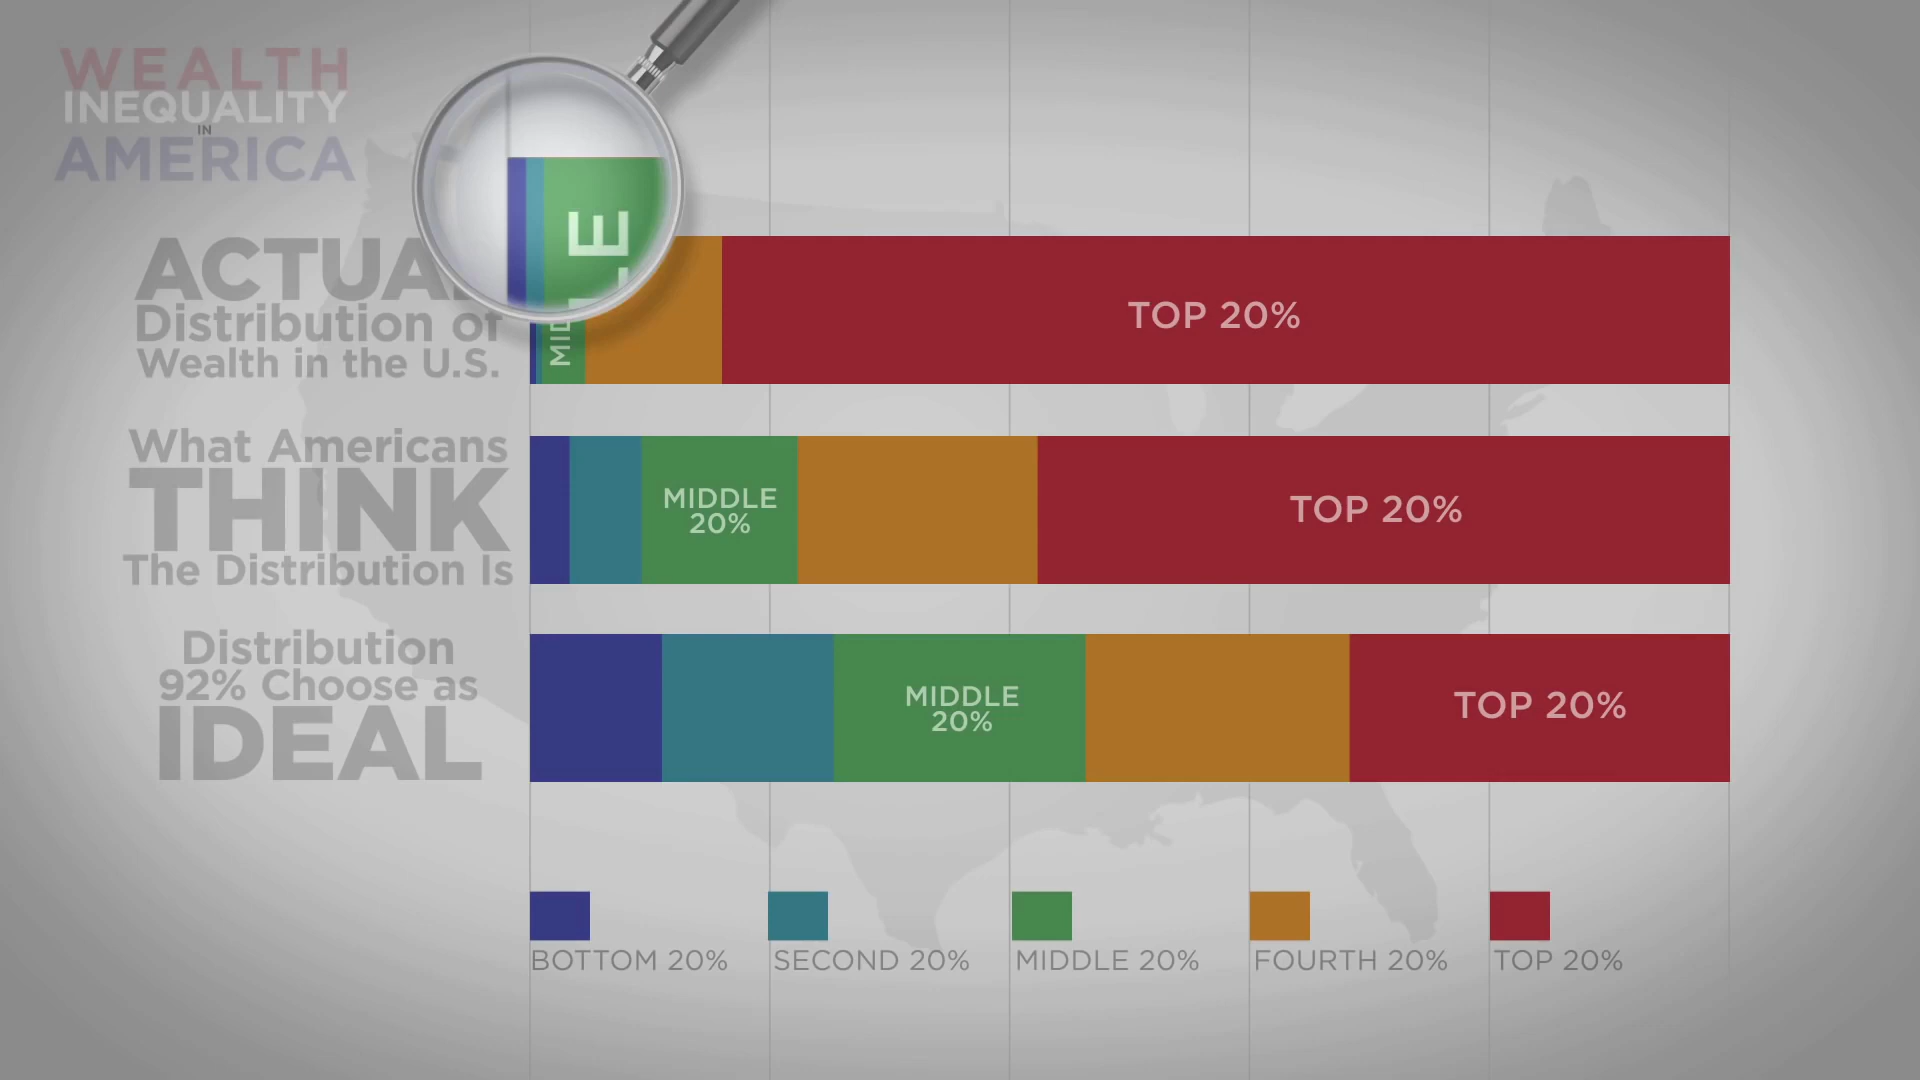 WEALTH
INEQUALITY
IN
AMERICA
ACTUAL
Distribution of
Wealth in the U.S.
TOP 20%
What Americans
THINK
The Distribution Is
MIDDLE
20%
TOP 20%
Distribution
92% Choose as
IDEAL
MIDDLE
20%
TOP 20%
BOTTOM 20%
SECOND 20%
MIDDLE 20%
FOURTH 20%
TOP 20%